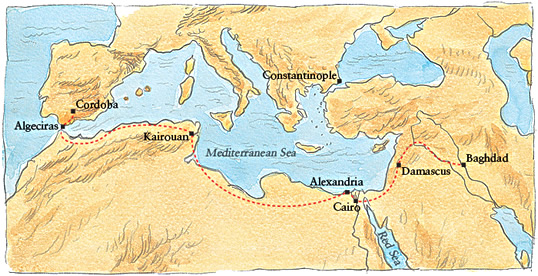 Constantinople
Cordoba
Algeciras
Kairouan
Mediterranean Sea
Baghdad
Damascus
Alexandria
Cairo
Red Sea